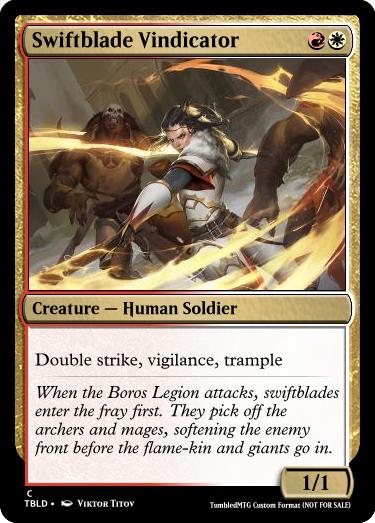 Swiftblade Vindicator
Creature — Human Soldier
Double strike, vigilance, trample
When the Boros Legion attacks, swiftblades
enter the fray first. They pick off the
archers and mages, softening the enemy
front before the flame-kin and giants go in.
1/1
C
TBLD • Viktor Titov
TumbledMTG Custom Format (NOT FOR SALE)